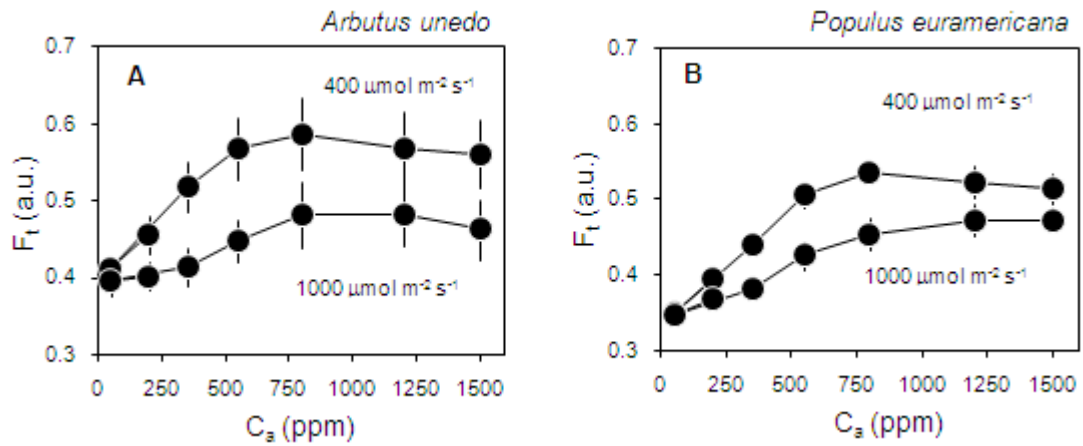 Arbutus unedo
Populus euramericana
A
400 µmol m⁻² s⁻¹
1000 µmol m⁻² s⁻¹
0.7
0.6
0.5
0.4
0.3
Fₜ (a.u.)
0 250 500 750 1000 1250 1500
Cₐ (ppm)
B
400 µmol m⁻² s⁻¹
1000 µmol m⁻² s⁻¹
0.7
0.6
0.5
0.4
0.3
Fₜ (a.u.)
0 250 500 750 1000 1250 1500
Cₐ (ppm)